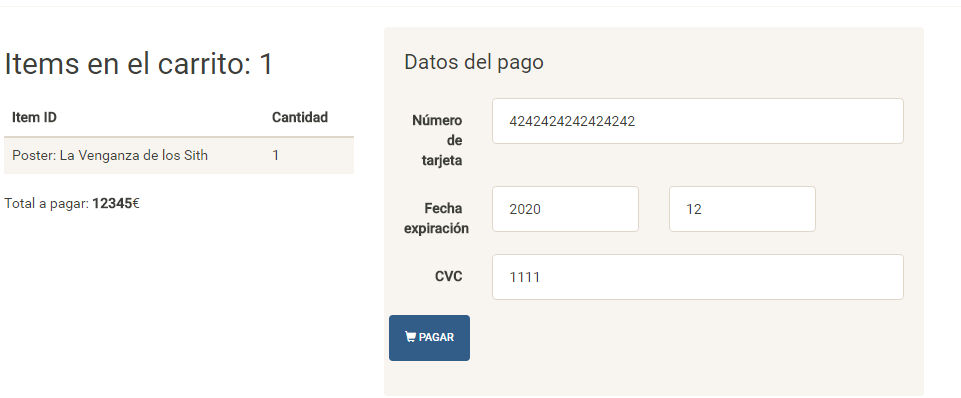 Items en el carrito: 1
Item ID Cantidad
Poster: La Venganza de los Sith 1
Total a pagar: 12345€
Datos del pago
Número
de
tarjeta
4242424242424242
Fecha
expiración
2020 12
CVC 1111
PAGAR